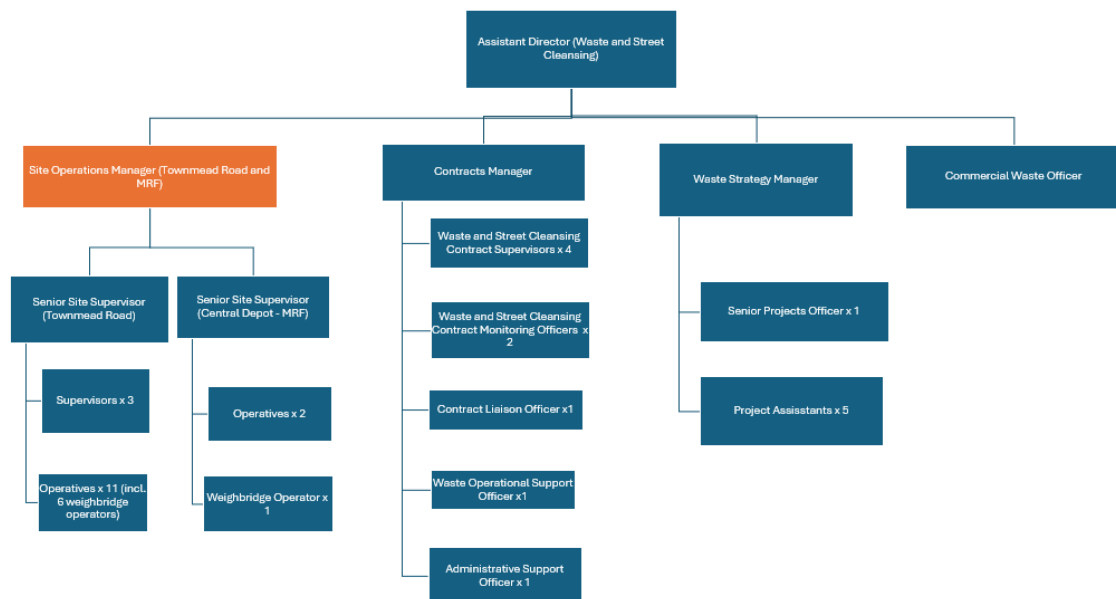 Assistant Director (Waste and Street
Cleansing)
Site Operations Manager (Townmead Road and
MRF)
Contracts Manager
Waste Strategy Manager
Commercial Waste Officer
Senior Site Supervisor
(Townmead Road)
Senior Site Supervisor
(Central Depot - MRF)
Supervisors x 3
Operatives x 11 (incl.
6 weighbridge
operators)
Operatives x 2
Weighbridge Operator x
1
Waste and Street Cleansing
Contract Supervisors x 4
Waste and Street Cleansing
Contract Monitoring Officers x
2
Contract Liaison Officer x1
Waste Operational Support
Officer x1
Administrative Support
Officer x 1
Senior Projects Officer x 1
Project Assisstants x 5